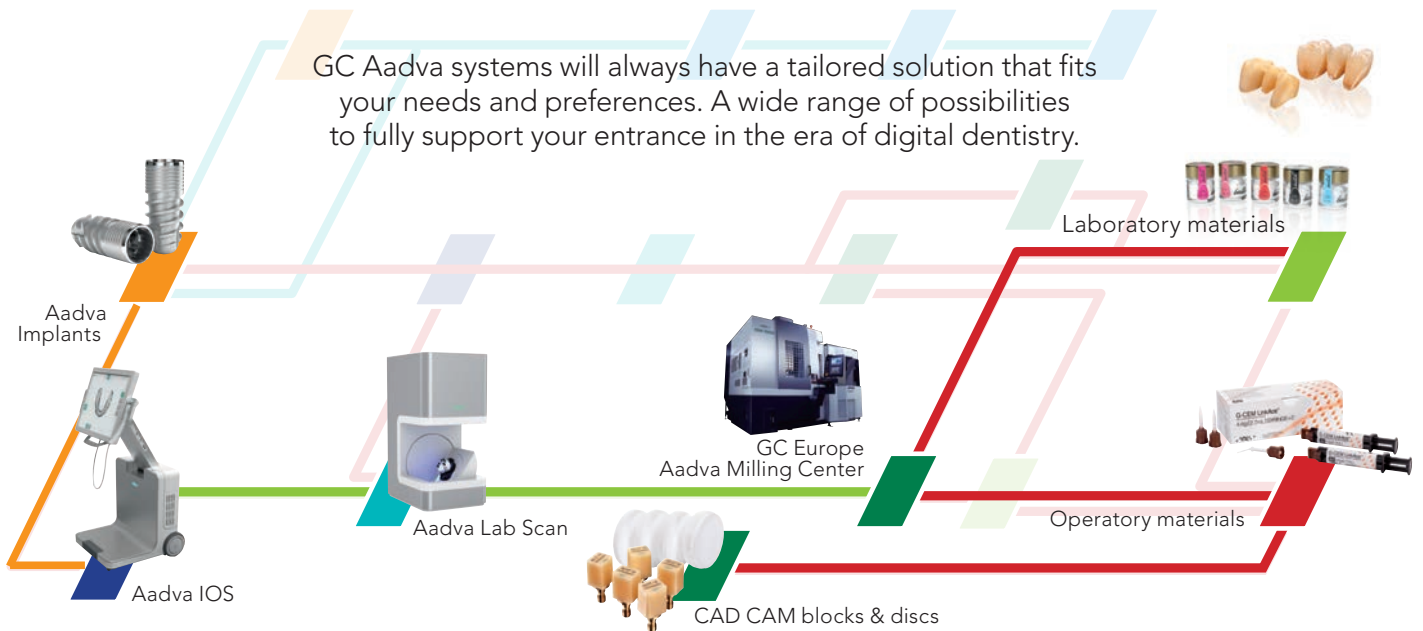 GC Aadva systems will always have a tailored solution that fits
your needs and preferences. A wide range of possibilities
to fully support your entrance in the era of digital dentistry.
Laboratory materials
Aadva
Implants
GC Europe
Aadva Milling Center
G-CEM LinkAce
Aadva Lab Scan
Operatory materials
Aadva IOS
CAD CAM blocks & discs